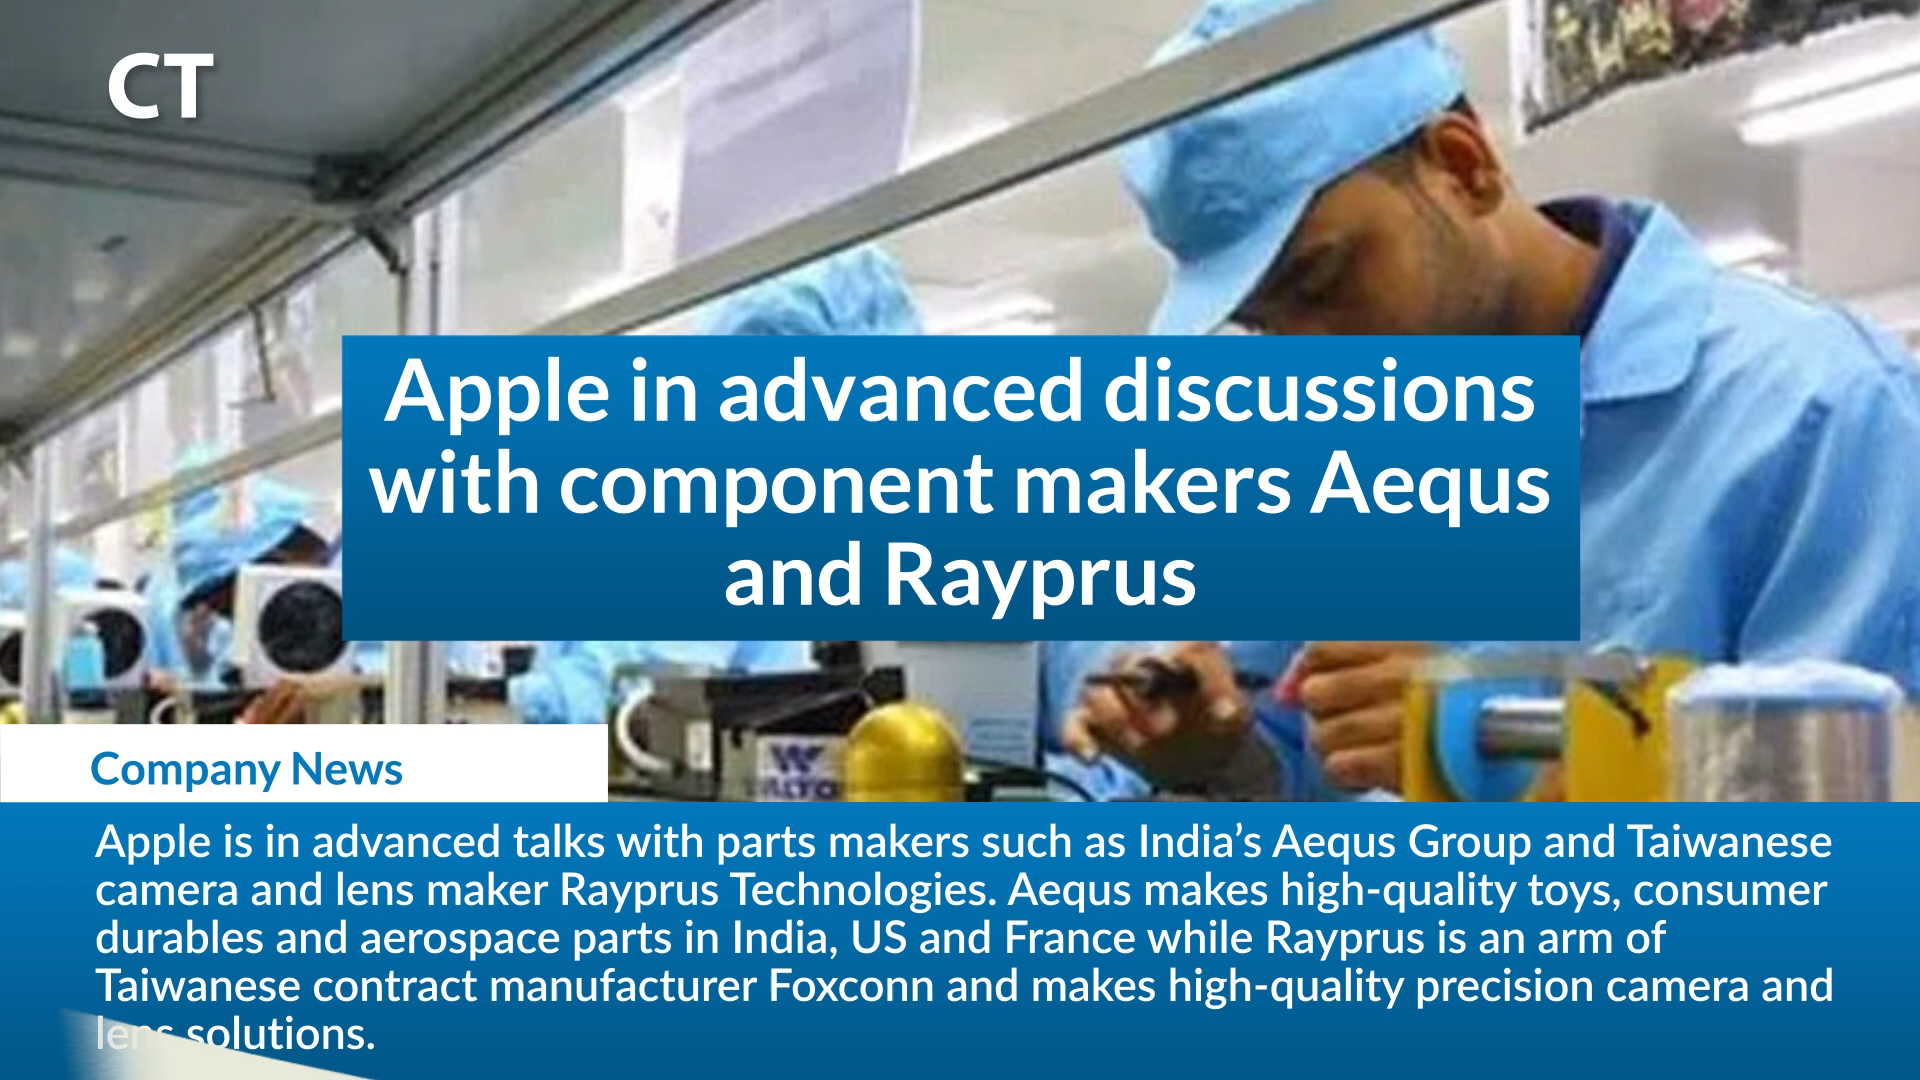 CT
Apple in advanced discussions
with component makers Aequs
and Rayprus
Company News
Apple is in advanced talks with parts makers such as India’s Aequs Group and Taiwanese
camera and lens maker Rayprus Technologies. Aequs makes high-quality toys, consumer
durables and aerospace parts in India, US and France while Rayprus is an arm of
Taiwanese contract manufacturer Foxconn and makes high-quality precision camera and
lens solutions.